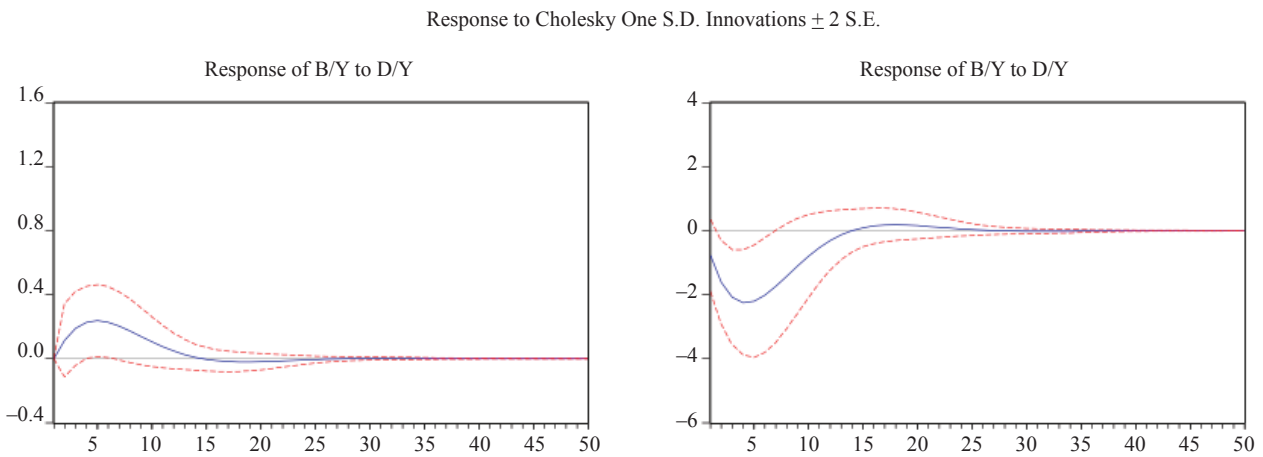 Response to Cholesky One S.D. Innovations ± 2 S.E.
Response of B/Y to D/Y
1.6
1.2
0.8
0.4
0.0
–0.4
5 10 15 20 25 30 35 40 45 50
Response of B/Y to D/Y
4
2
0
–2
–4
–6
5 10 15 20 25 30 35 40 45 50